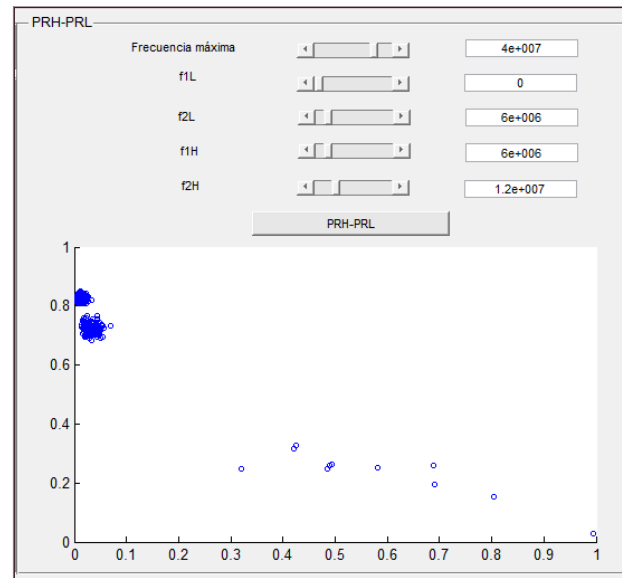 PRH-PRL
Frecuencia máxima 4e+007
f1L 0
f2L 6e+006
f1H 6e+006
f2H 1.2e+007
PRH-PRL
1
0.8
0.6
0.4
0.2
0
0 0.1 0.2 0.3 0.4 0.5 0.6 0.7 0.8 0.9 1